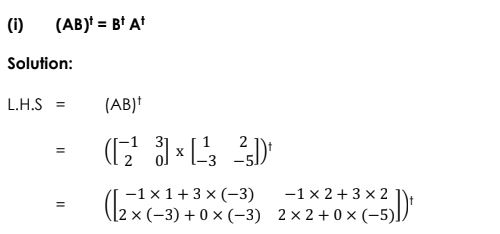 (i) (AB)ᵗ = Bᵗ Aᵗ
Solution:
L.H.S = (AB)ᵗ
= ([−1 3; 2 0] x [1 2; −3 −5])ᵗ
= ([−1 × 1 + 3 × (−3) −1 × 2 + 3 × 2; 2 × (−3) + 0 × (−3) 2 × 2 + 0 × (−5)])ᵗ